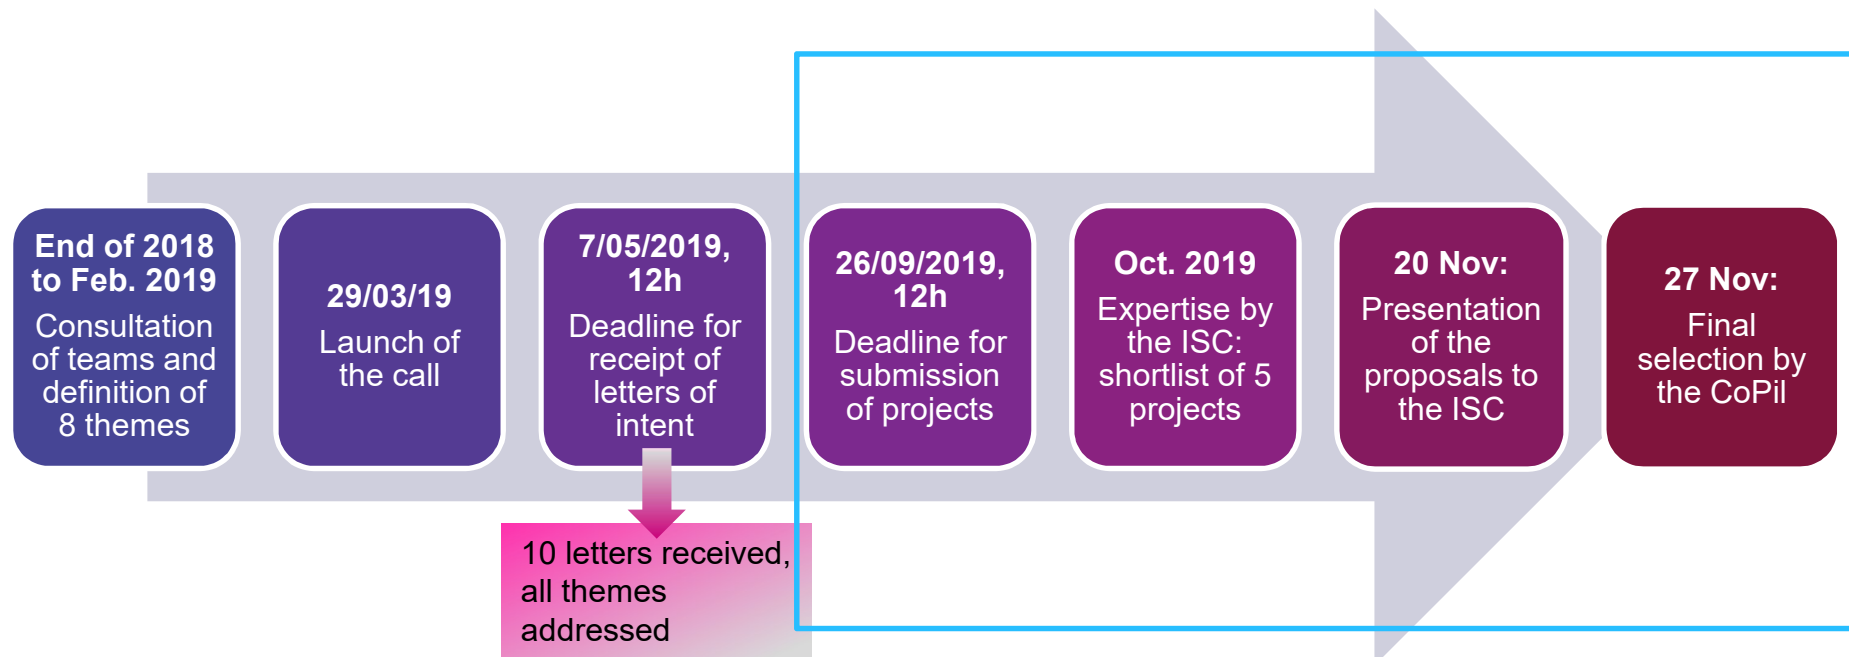 End of 2018
to Feb. 2019
Consultation
of teams and
definition of
8 themes
29/03/19
Launch of
the call
7/05/2019,
12h
Deadline for
receipt of
letters of
intent
10 letters received,
all themes
addressed
26/09/2019,
12h
Deadline for
submission
of projects
Oct. 2019
Expertise by
the ISC:
shortlist of 5
projects
20 Nov:
Presentation
of the
proposals to
the ISC
27 Nov:
Final
selection by
the CoPil